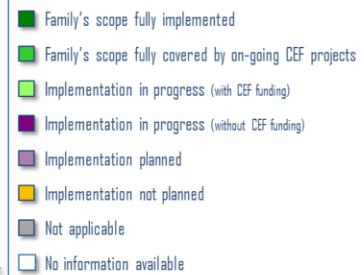 Family's scope fully implemented
Family's scope fully covered by on-going CEF projects
Implementation in progress (with CEF funding)
Implementation in progress (without CEF funding)
Implementation planned
Implementation not planned
Not applicable
No information available